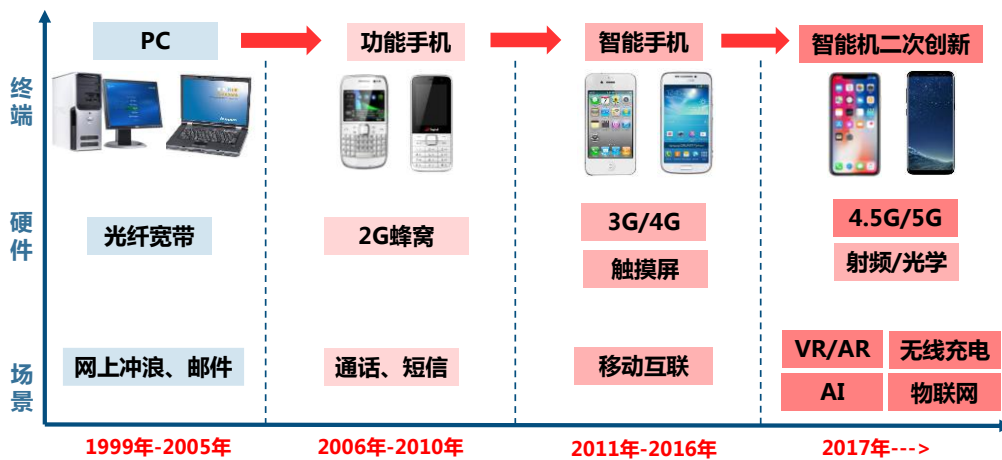 PC
功能手机
智能手机
智能机二次创新
终端
硬件
光纤宽带
2G蜂窝
3G/4G
触摸屏
4.5G/5G
射频/光学
场景
网上冲浪、邮件
通话、短信
移动互联
VR/AR
无线充电
AI
物联网
1999年-2005年
2006年-2010年
2011年-2016年
2017年--->